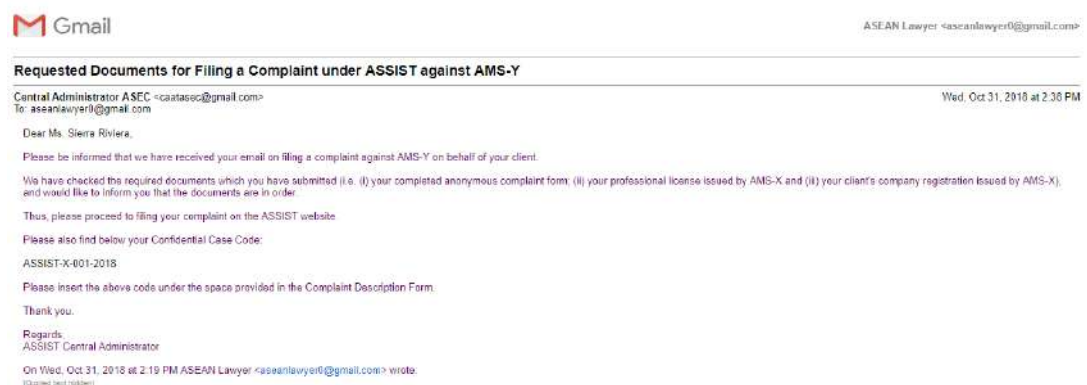 Gmail
ASEAN Lawyer <aseanlawyer0@gmail.com>
Requested Documents for Filing a Complaint under ASSIST against AMS-Y
Central Administrator ASEC <caatasec@gmail.com>
Wed, Oct 31, 2018 at 2:38 PM
To: aseanlawyer0@gmail.com
Dear Ms. Sierra Riviera,
Please be informed that we have received your email on filing a complaint against AMS-Y on behalf of your client.
We have checked the required documents which you have submitted (i.e. (i) your completed anonymous complaint form; (ii) your professional license issued by AMS-X and (iii) your client's company registration issued by AMS-X),
and would like to inform you that the documents are in order.
Thus, please proceed to filing your complaint on the ASSIST website.
Please also find below your Confidential Case Code:
ASSIST-X-001-2018
Please insert the above code under the space provided in the Complaint Description Form.
Thank you.
Regards,
ASSIST Central Administrator
On Wed, Oct 31, 2018 at 2:19 PM ASEAN Lawyer <aseanlawyer0@gmail.com> wrote:
[Quoted text hidden]